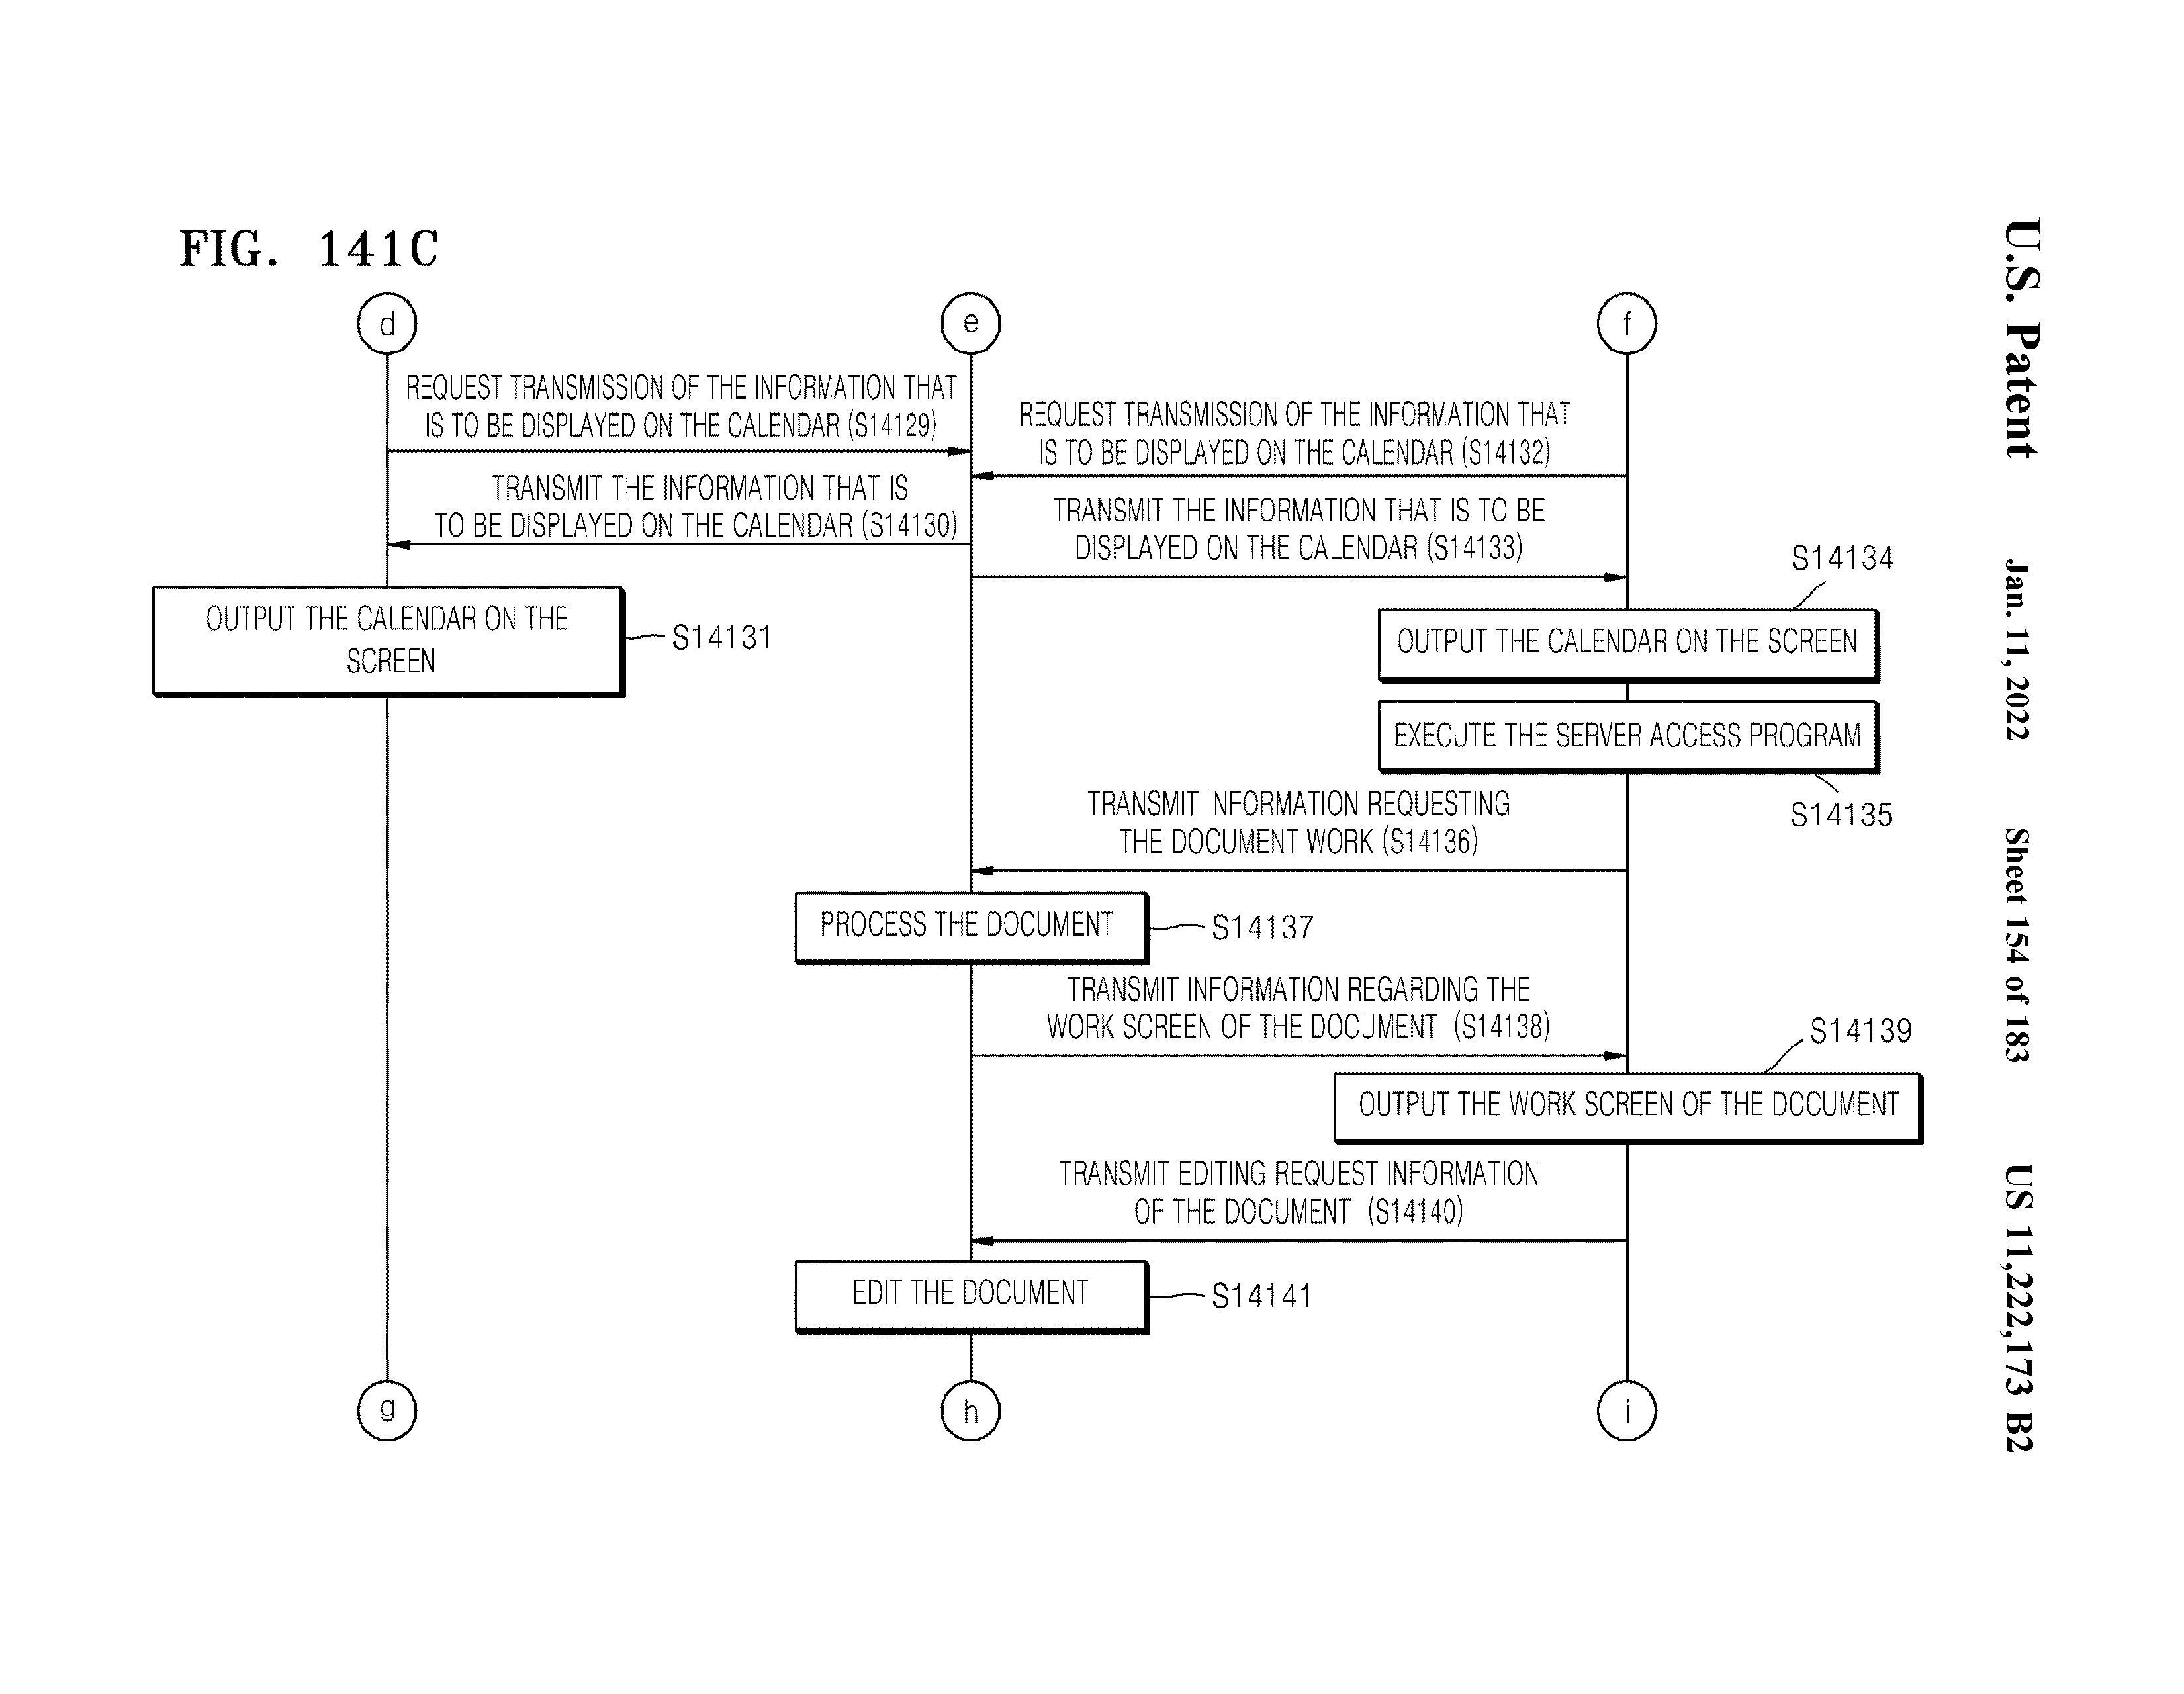 FIG. 141C
d
e
f
REQUEST TRANSMISSION OF THE INFORMATION THAT
IS TO BE DISPLAYED ON THE CALENDAR (S14129)
REQUEST TRANSMISSION OF THE INFORMATION THAT
IS TO BE DISPLAYED ON THE CALENDAR (S14132)
TRANSMIT THE INFORMATION THAT IS
TO BE DISPLAYED ON THE CALENDAR (S14130)
TRANSMIT THE INFORMATION THAT IS TO BE
DISPLAYED ON THE CALENDAR (S14133)
S14134
OUTPUT THE CALENDAR ON THE
SCREEN
S14131
OUTPUT THE CALENDAR ON THE SCREEN
EXECUTE THE SERVER ACCESS PROGRAM
S14135
TRANSMIT INFORMATION REQUESTING
THE DOCUMENT WORK (S14136)
PROCESS THE DOCUMENT
S14137
TRANSMIT INFORMATION REGARDING THE
WORK SCREEN OF THE DOCUMENT (S14138)
S14139
OUTPUT THE WORK SCREEN OF THE DOCUMENT
TRANSMIT EDITING REQUEST INFORMATION
OF THE DOCUMENT (S14140)
EDIT THE DOCUMENT
S14141
g
h
i
U.S. Patent Jan. 11, 2022 Sheet 154 of 183 US 11,222,173 B2